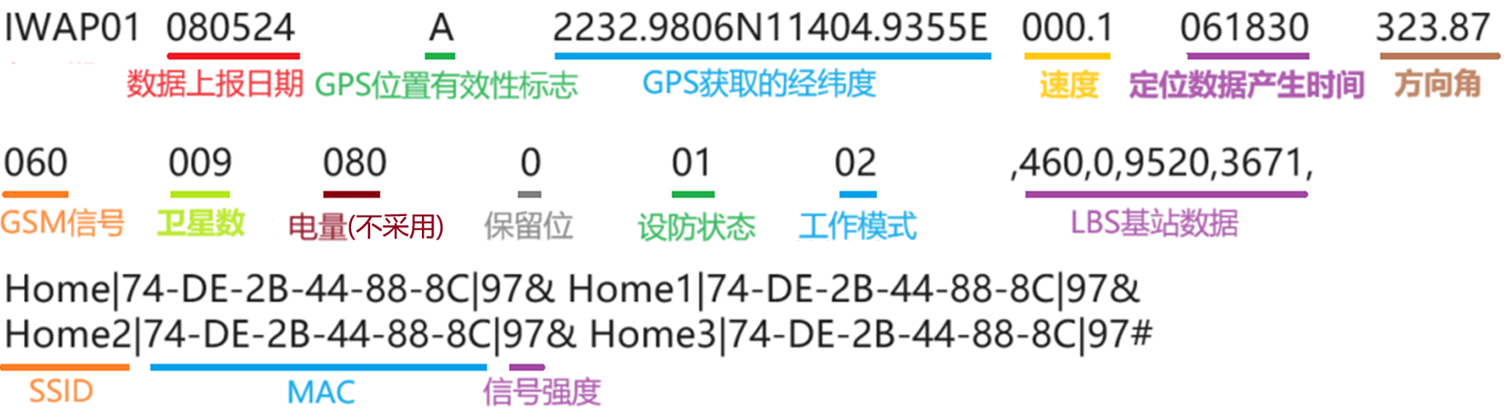 IWAP01 080524 A 2232.9806N11404.9355E 000.1 061830 323.87
数据上报日期 GPS位置有效性标志 GPS获取的经纬度 速度 定位数据产生时间 方向角
060 009 080 0 01 02 ,460,0,9520,3671,
GSM信号 卫星数 电量(不采用) 保留位 设防状态 工作模式 LBS基站数据
Home|74-DE-2B-44-88-8C|97& Home1|74-DE-2B-44-88-8C|97&
Home2|74-DE-2B-44-88-8C|97& Home3|74-DE-2B-44-88-8C|97#
SSID MAC 信号强度